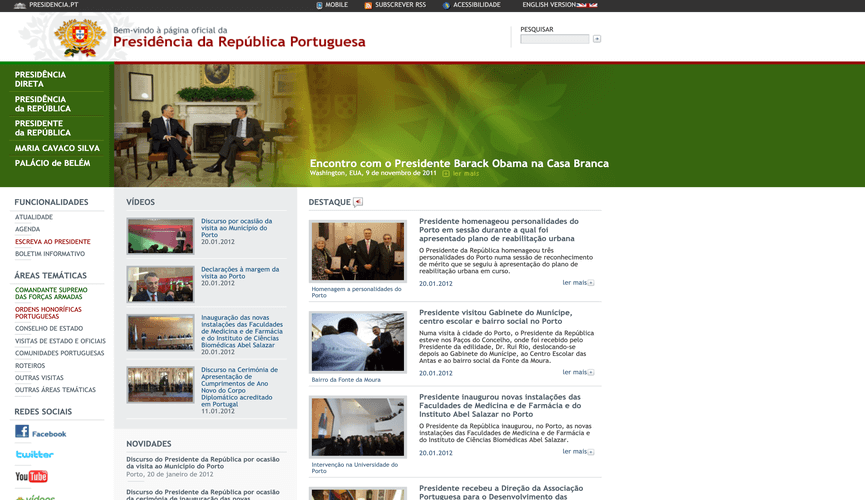 PRESIDENCIA.PT
MOBILE
SUBSCREVER RSS
ACESSIBILIDADE
ENGLISH VERSION
Bem-vindo à página oficial da
Presidência da República Portuguesa
PESQUISAR
PRESIDÊNCIA
DIRETA
PRESIDÊNCIA
da REPÚBLICA
PRESIDENTE
da REPÚBLICA
MARIA CAVACO SILVA
PALÁCIO de BELÉM
Encontro com o Presidente Barack Obama na Casa Branca
Washington, EUA, 9 de novembro de 2011 ler mais
FUNCIONALIDADES
ATUALIDADE
AGENDA
ESCREVA AO PRESIDENTE
BOLETIM INFORMATIVO
ÁREAS TEMÁTICAS
COMANDANTE SUPREMO
DAS FORÇAS ARMADAS
ORDENS HONORÍFICAS
PORTUGUESAS
CONSELHO DE ESTADO
VISITAS DE ESTADO E OFICIAIS
COMUNIDADES PORTUGUESAS
ROTEIROS
OUTRAS VISITAS
OUTRAS ÁREAS TEMÁTICAS
REDES SOCIAIS
Facebook
twitter
YouTube
vídeos
VÍDEOS
Discurso por ocasião da
visita ao Município do
Porto
20.01.2012
Declarações à margem da
visita ao Porto
20.01.2012
Inauguração das novas
instalações das Faculdades
de Medicina e de Farmácia
e do Instituto de Ciências
Biomédicas Abel Salazar
20.01.2012
Discurso na Cerimónia de
Apresentação de
Cumprimentos de Ano
Novo do Corpo
Diplomático acreditado
em Portugal
11.01.2012
NOVIDADES
Discurso do Presidente da República por ocasião
da visita ao Município do Porto
Porto, 20 de janeiro de 2012
Discurso do Presidente da República por ocasião
da cerimónia de inauguração das novas
DESTAQUE
Homenagem a personalidades do
Porto
Presidente homenageou personalidades do
Porto em sessão durante a qual foi
apresentado plano de reabilitação urbana
O Presidente da República homenageou três
personalidades do Porto numa sessão de reconhecimento
de mérito que se seguiu à apresentação do plano de
reabilitação urbana em curso.
20.01.2012 ler mais
Bairro da Fonte da Moura
Presidente visitou Gabinete do Munícipe,
centro escolar e bairro social no Porto
Numa visita à cidade do Porto, o Presidente da República
esteve nos Paços do Concelho, onde foi recebido pelo
Presidente da edilidade, Dr. Rui Rio, deslocando-se
depois ao Gabinete do Munícipe, ao Centro Escolar das
Antas e ao bairro social da Fonte da Moura.
20.01.2012 ler mais
Intervenção na Universidade do
Porto
Presidente inaugurou novas instalações das
Faculdades de Medicina e de Farmácia e do
Instituto Abel Salazar no Porto
O Presidente da República inaugurou, no Porto, as novas
instalações das Faculdades de Medicina e de Farmácia e
do Instituto de Ciências Biomédicas Abel Salazar.
20.01.2012 ler mais
Presidente recebeu a Direção da Associação
Portuguesa para o Desenvolvimento das